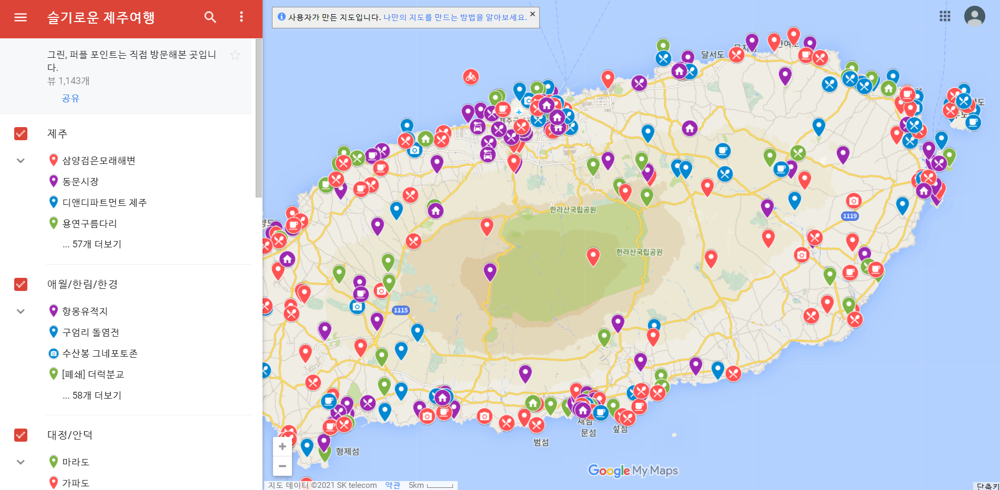 슬기로운 제주여행
그린, 퍼플 포인트는 직접 방문해본 곳입니
다.
뷰 1,143개
공유
제주
삼양검은모래해변
동문시장
디앤디파트먼트 제주
용연구름다리
... 57개 더보기
애월/한림/한경
항몽유적지
구엄리 돌염전
수산봉 그네포토존
[폐쇄] 더럭분교
... 58개 더보기
대정/안덕
마라도
가파도
사용자가 만든 지도입니다. 나만의 지도를 만드는 방법을 알아보세요.
달서도
한라산국립공원
1119
한라산국립공원
1115
문섬
섶섬
범섬
형제섬
Google My Maps
지도 데이터 ©2021 SK telecom 약관 5km
단축키